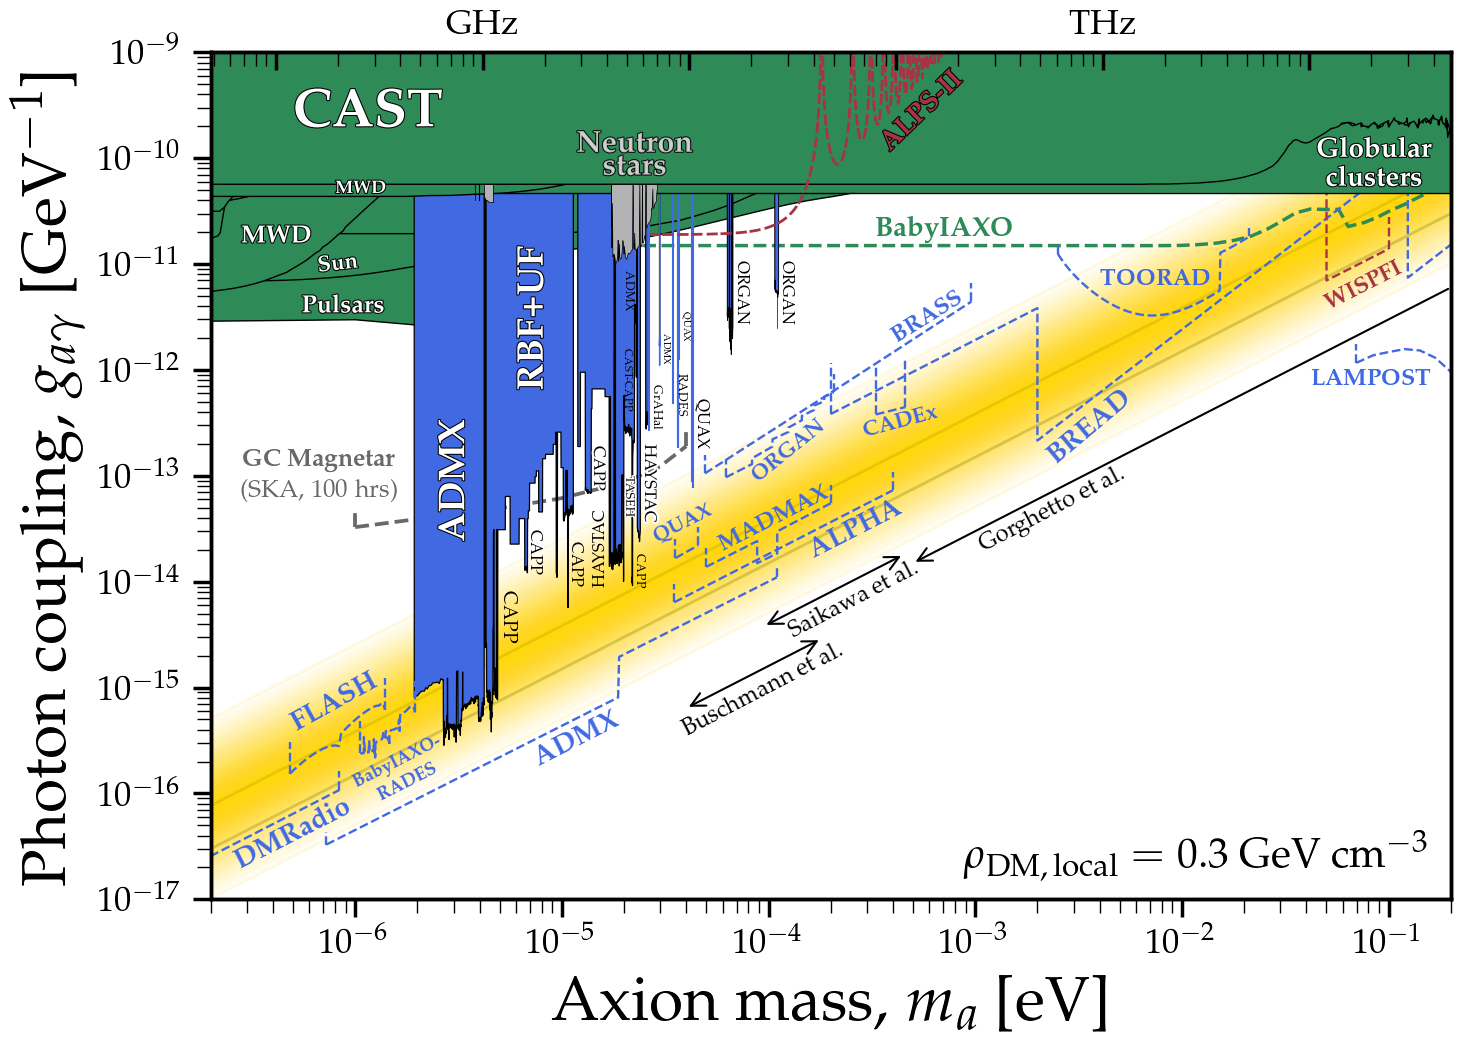 GHz
THz
10⁻⁹
10⁻¹⁰
10⁻¹¹
10⁻¹²
10⁻¹³
10⁻¹⁴
10⁻¹⁵
10⁻¹⁶
10⁻¹⁷
Photon coupling, gₐᵧ [GeV⁻¹]
CAST
Neutron
stars
ALPS-II
Globular
clusters
MWD
MWD
Sun
Pulsars
RBF+UF
ADMX
BabyIAXO
TOORAD
WISPFI
LAMPOST
BRASS
BREAD
CADEx
ORGAN
ORGAN
ORGAN
ADMX
CAST-CAPP
GrAHal
ADMX
QUAX
RADES
QUAX
CAPP
TASEH
HAYSTAC
HAYSTAC
CAPP
CAPP
CAPP
CAPP
GC Magnetar
(SKA, 100 hrs)
QUAX
MADMAX
ALPHA
Gorghetto et al.
Saikawa et al.
Buschmann et al.
FLASH
BabyIAXO-
RADES
ADMX
DMRadio
ρDM, local = 0.3 GeV cm⁻³
10⁻⁶
10⁻⁵
10⁻⁴
10⁻³
10⁻²
10⁻¹
Axion mass, mₐ [eV]